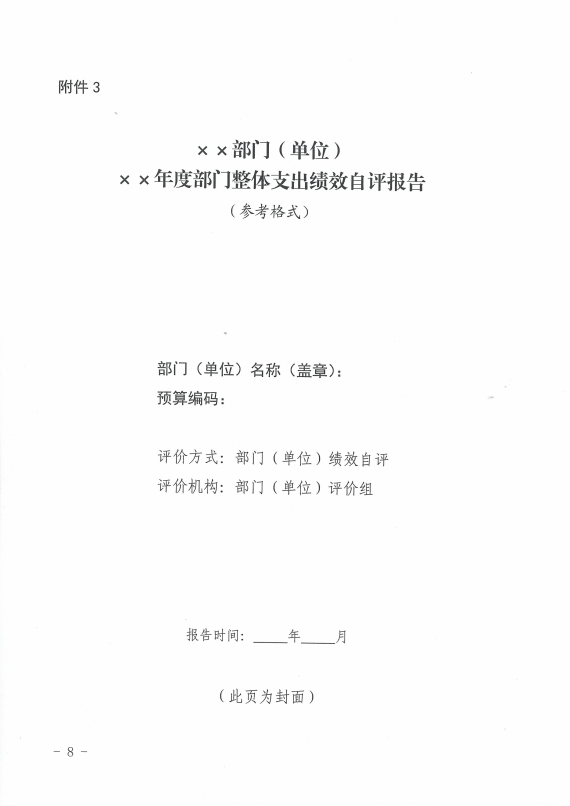 附件 3
××部门（单位）
××年度部门整体支出绩效自评报告
（参考格式）
部门（单位）名称（盖章）：
预算编码：
评价方式：部门（单位）绩效自评
评价机构：部门（单位）评价组
报告时间：____年____月
（此页为封面）
- 8 -